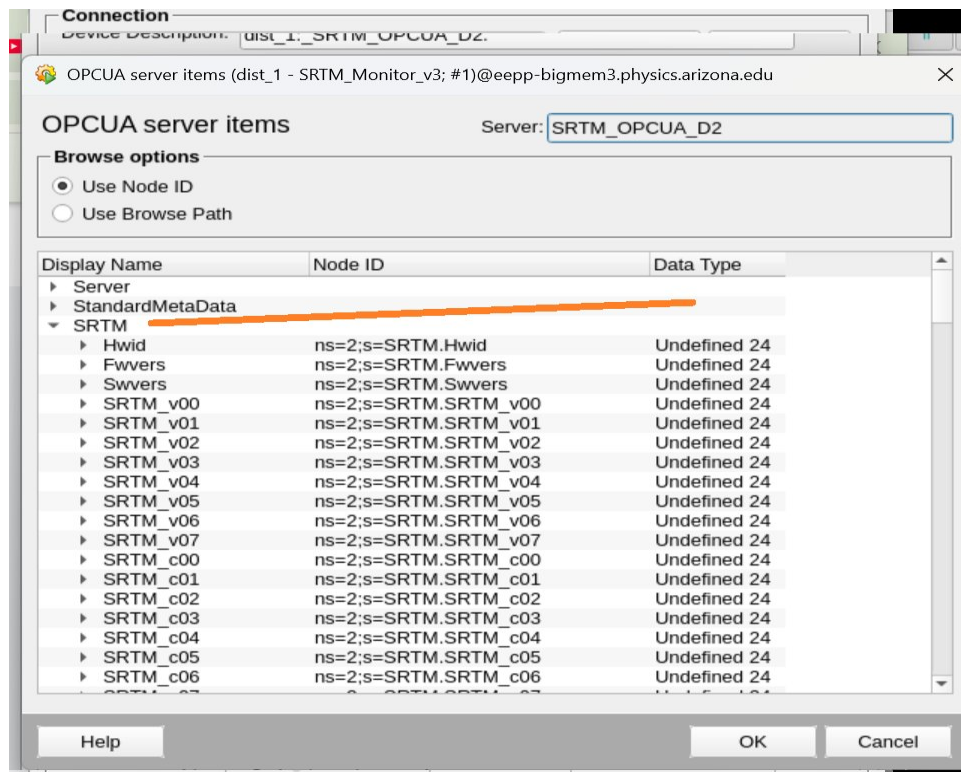 Connection
Device Description: dist_1:_SRTM_OPCUA_D2:
OPCUA server items (dist_1 - SRTM_Monitor_v3; #1)@eepp-bigmem3.physics.arizona.edu
OPCUA server items Server: SRTM_OPCUA_D2
Browse options
Use Node ID
Use Browse Path
Display Name Node ID Data Type
Server
StandardMetaData
SRTM
Hwid ns=2;s=SRTM.Hwid Undefined 24
Fwvers ns=2;s=SRTM.Fwvers Undefined 24
Swvers ns=2;s=SRTM.Swvers Undefined 24
SRTM_v00 ns=2;s=SRTM.SRTM_v00 Undefined 24
SRTM_v01 ns=2;s=SRTM.SRTM_v01 Undefined 24
SRTM_v02 ns=2;s=SRTM.SRTM_v02 Undefined 24
SRTM_v03 ns=2;s=SRTM.SRTM_v03 Undefined 24
SRTM_v04 ns=2;s=SRTM.SRTM_v04 Undefined 24
SRTM_v05 ns=2;s=SRTM.SRTM_v05 Undefined 24
SRTM_v06 ns=2;s=SRTM.SRTM_v06 Undefined 24
SRTM_v07 ns=2;s=SRTM.SRTM_v07 Undefined 24
SRTM_c00 ns=2;s=SRTM.SRTM_c00 Undefined 24
SRTM_c01 ns=2;s=SRTM.SRTM_c01 Undefined 24
SRTM_c02 ns=2;s=SRTM.SRTM_c02 Undefined 24
SRTM_c03 ns=2;s=SRTM.SRTM_c03 Undefined 24
SRTM_c04 ns=2;s=SRTM.SRTM_c04 Undefined 24
SRTM_c05 ns=2;s=SRTM.SRTM_c05 Undefined 24
SRTM_c06 ns=2;s=SRTM.SRTM_c06 Undefined 24
Help OK Cancel